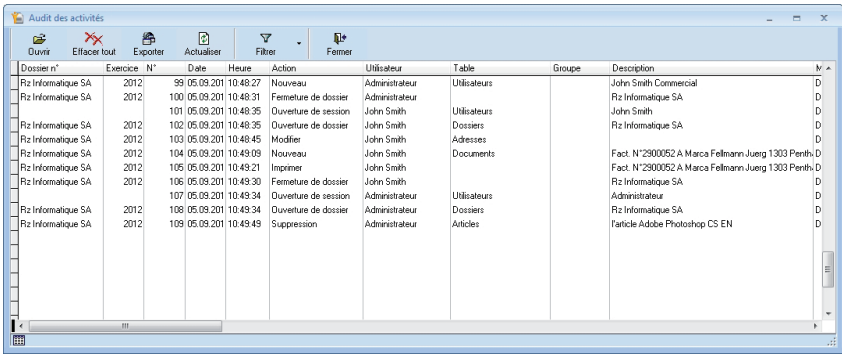 Audit des activités
Ouvrir Effacer tout Exporter Actualiser Filtrer Fermer
Dossier n° Exercice N° Date Heure Action Utilisateur Table Groupe Description M
Rz Informatique SA 2012 99 05.09.201 10:48:27 Nouveau Administrateur Utilisateurs John Smith Commercial D
Rz Informatique SA 2012 100 05.09.201 10:48:31 Fermeture de dossier Administrateur Rz Informatique SA D
101 05.09.201 10:48:35 Ouverture de session John Smith Utilisateurs John Smith D
Rz Informatique SA 2012 102 05.09.201 10:48:35 Ouverture de dossier John Smith Dossiers Rz Informatique SA D
Rz Informatique SA 2012 103 05.09.201 10:48:45 Modifier John Smith Adresses D
Rz Informatique SA 2012 104 05.09.201 10:49:09 Nouveau John Smith Documents Fact. N°2900052 A Marca Fellmann Juerg 1303 Penth D
Rz Informatique SA 2012 105 05.09.201 10:49:21 Imprimer John Smith Fact. N°2900052 A Marca Fellmann Juerg 1303 Penth D
Rz Informatique SA 2012 106 05.09.201 10:49:30 Fermeture de dossier John Smith Rz Informatique SA D
107 05.09.201 10:49:34 Ouverture de session Administrateur Utilisateurs Administrateur D
Rz Informatique SA 2012 108 05.09.201 10:49:34 Ouverture de dossier Administrateur Dossiers Rz Informatique SA D
Rz Informatique SA 2012 109 05.09.201 10:49:49 Suppression Administrateur Articles l'article Adobe Photoshop CS EN D